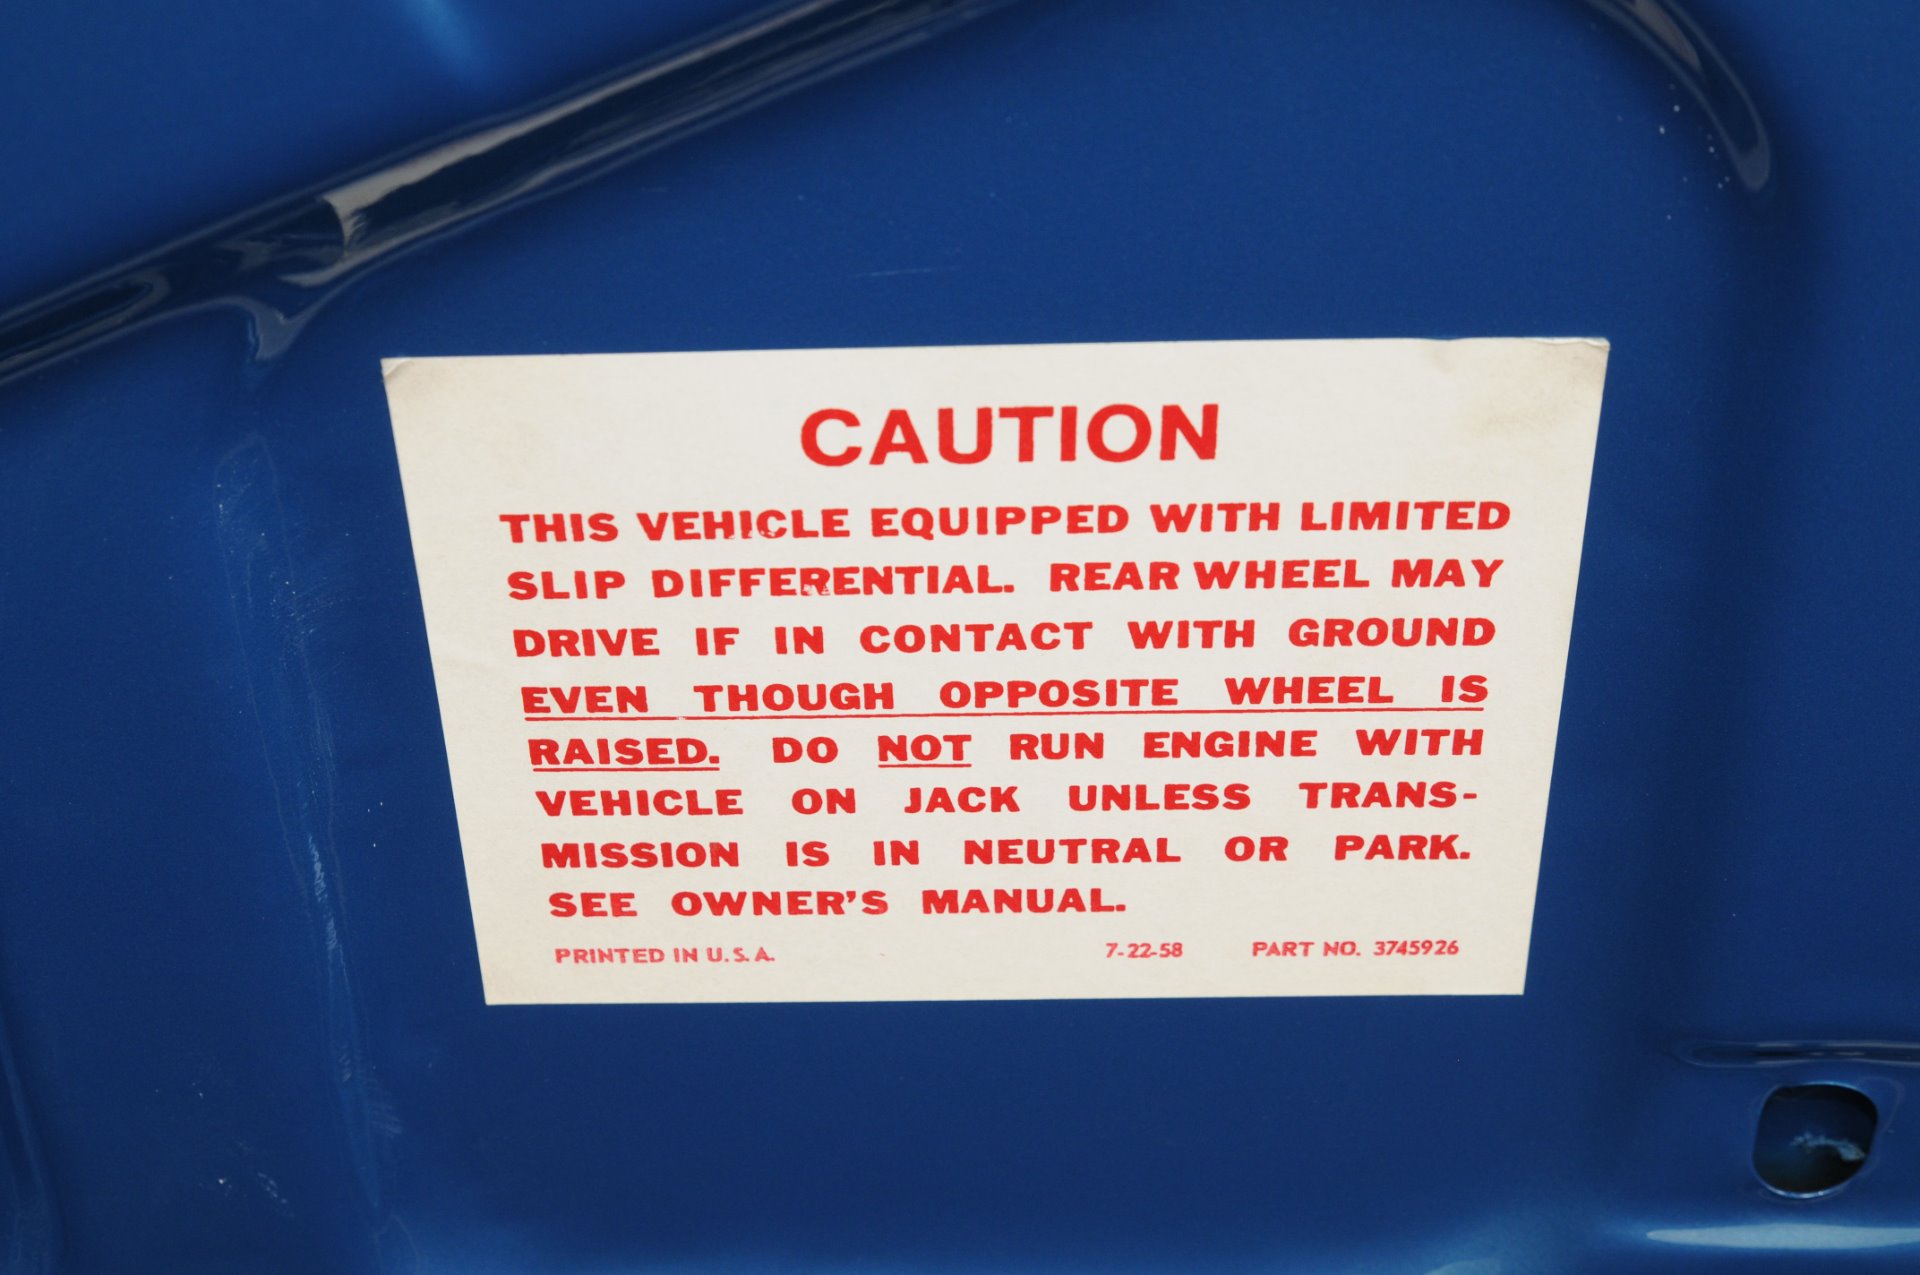 CAUTION
THIS VEHICLE EQUIPPED WITH LIMITED
SLIP DIFFERENTIAL. REAR WHEEL MAY
DRIVE IF IN CONTACT WITH GROUND
EVEN THOUGH OPPOSITE WHEEL IS
RAISED. DO NOT RUN ENGINE WITH
VEHICLE ON JACK UNLESS TRANS-
MISSION IS IN NEUTRAL OR PARK.
SEE OWNER'S MANUAL.
PRINTED IN U.S.A. 7-22-58 PART NO. 3745926